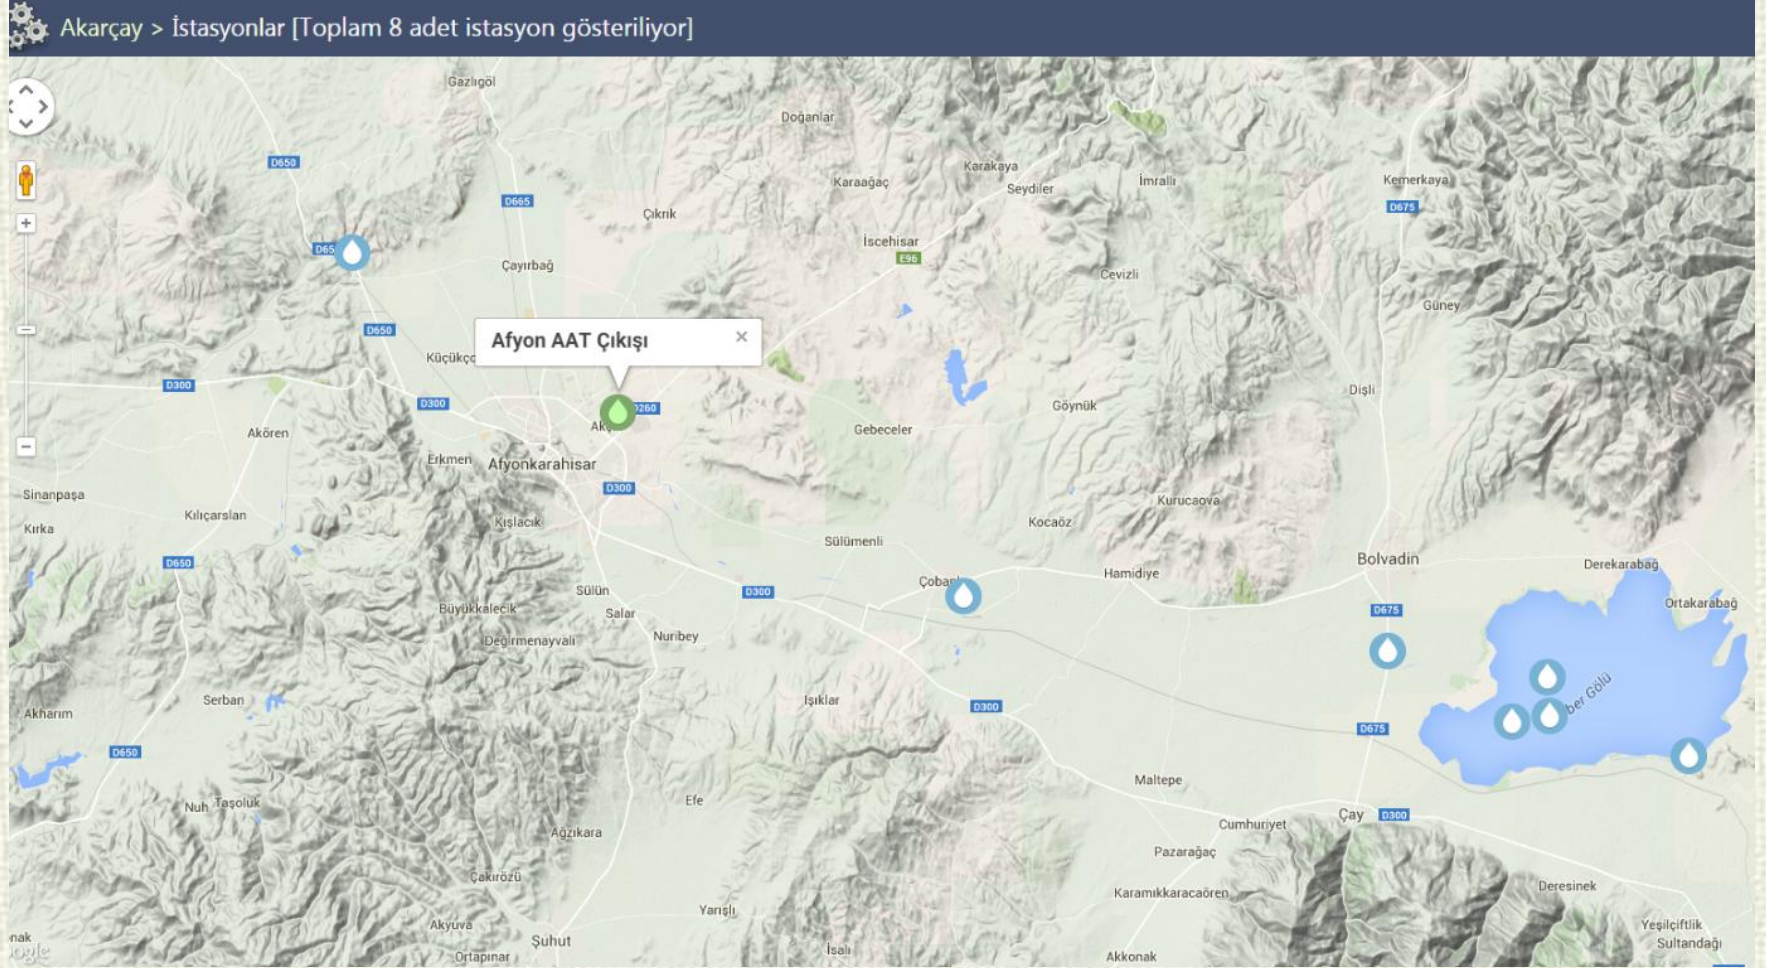 Akarçay > İstasyonlar [Toplam 8 adet istasyon gösteriliyor]
Gazlıgöl
Doğanlar
D650
Karakaya
Karaağaç
Seydiler
İmrallı
Kemerkaya
D665
D675
Çıkrık
İscehisar
E96
Çayırbağ
Cevizli
Güney
D650
Afyon AAT Çıkışı
×
D300
Dişli
D300
Göynük
Gebeceler
Akören
Erkmen
Afyonkarahisar
D300
Sinanpaşa
Kurucaova
Kılıçarslan
Kışlacık
Kocaöz
Kırka
Sülümenli
Bolvadin
D650
Derekarabağ
Hamidiye
Sülün
D300
Büyükkalecik
Salar
D675
Ortakarabağ
Değirmenayvalı
Nuribey
Serban
Işıklar
D300
Akharım
D675
D650
Maltepe
Nuh
Taşoluk
Efe
Çay
D300
Ağzıkara
Cumhuriyet
Pazarağaç
Çakırözü
Karamıkkaracaören
Deresinek
Yarışlı
Akyuva
Yeşilçiftlik
Şuhut
Sultandağı
İsalı
Ortapınar
Akkonak